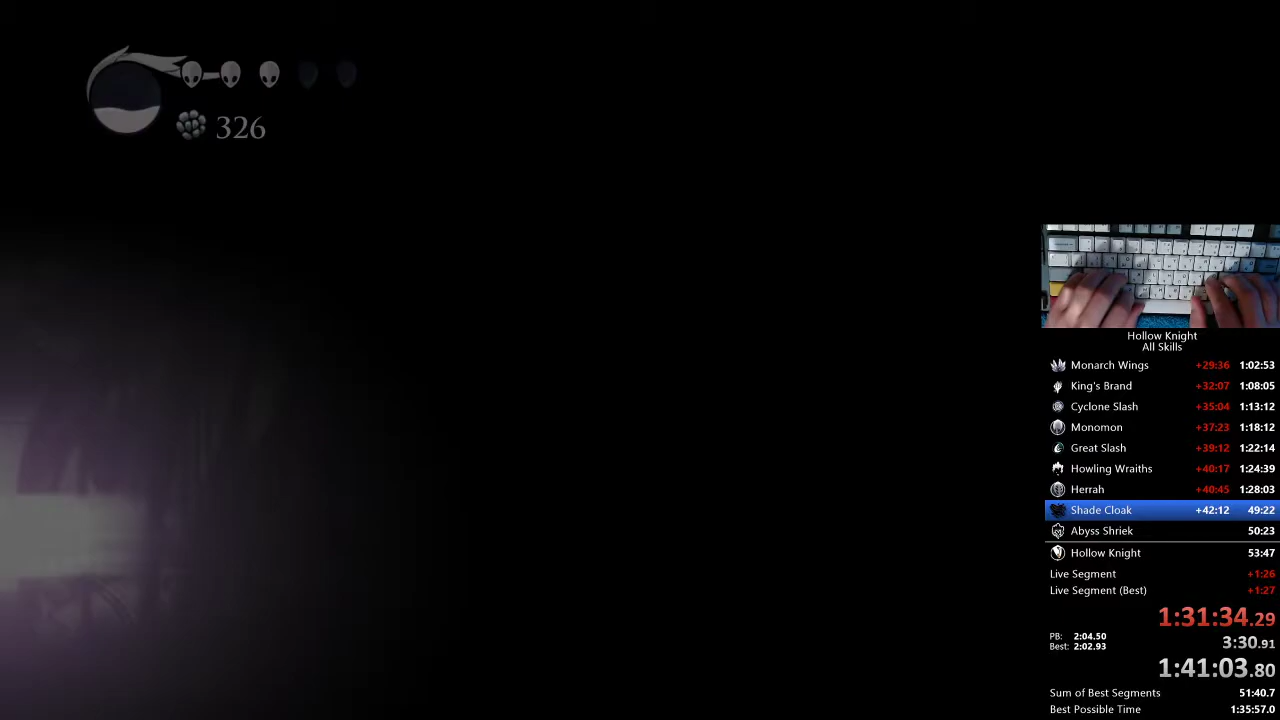 326
Hollow Knight
All Skills
Monarch Wings +29:36 1:02:53
King's Brand +32:07 1:08:05
Cyclone Slash +35:04 1:13:12
Monomon +37:23 1:18:12
Great Slash +39:12 1:22:14
Howling Wraiths +40:17 1:24:39
Herrah +40:45 1:28:03
Shade Cloak +42:12 49:22
Abyss Shriek 50:23
Hollow Knight 53:47
Live Segment +1:26
Live Segment (Best) +1:27
1:31:34.29
PB: 2:04.50
Best: 2:02.93
3:30.91
1:41:03.80
Sum of Best Segments 51:40.7
Best Possible Time 1:35:57.0